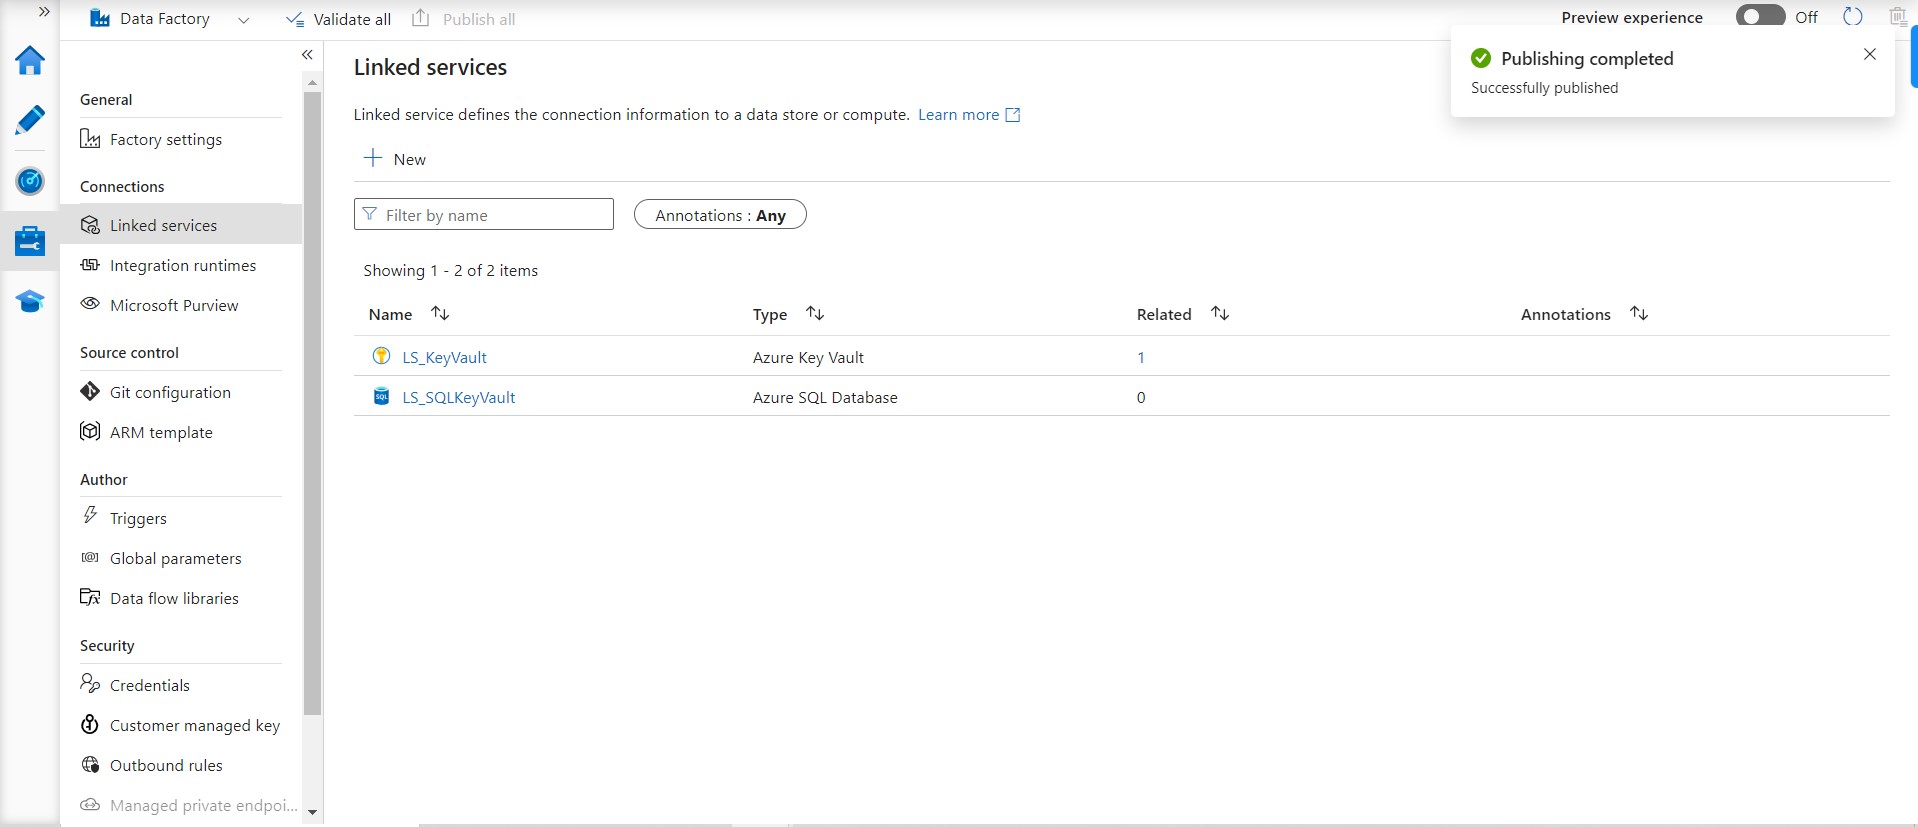 Data Factory
Validate all
Publish all
Preview experience
Off
Publishing completed
Successfully published
General
Factory settings
Connections
Linked services
Integration runtimes
Microsoft Purview
Source control
Git configuration
ARM template
Author
Triggers
Global parameters
Data flow libraries
Security
Credentials
Customer managed key
Outbound rules
Managed private endpoi...
Linked services
Linked service defines the connection information to a data store or compute. Learn more
New
Filter by name
Annotations : Any
Showing 1 - 2 of 2 items
Name Type Related Annotations
LS_KeyVault Azure Key Vault 1
SQL LS_SQLKeyVault Azure SQL Database 0